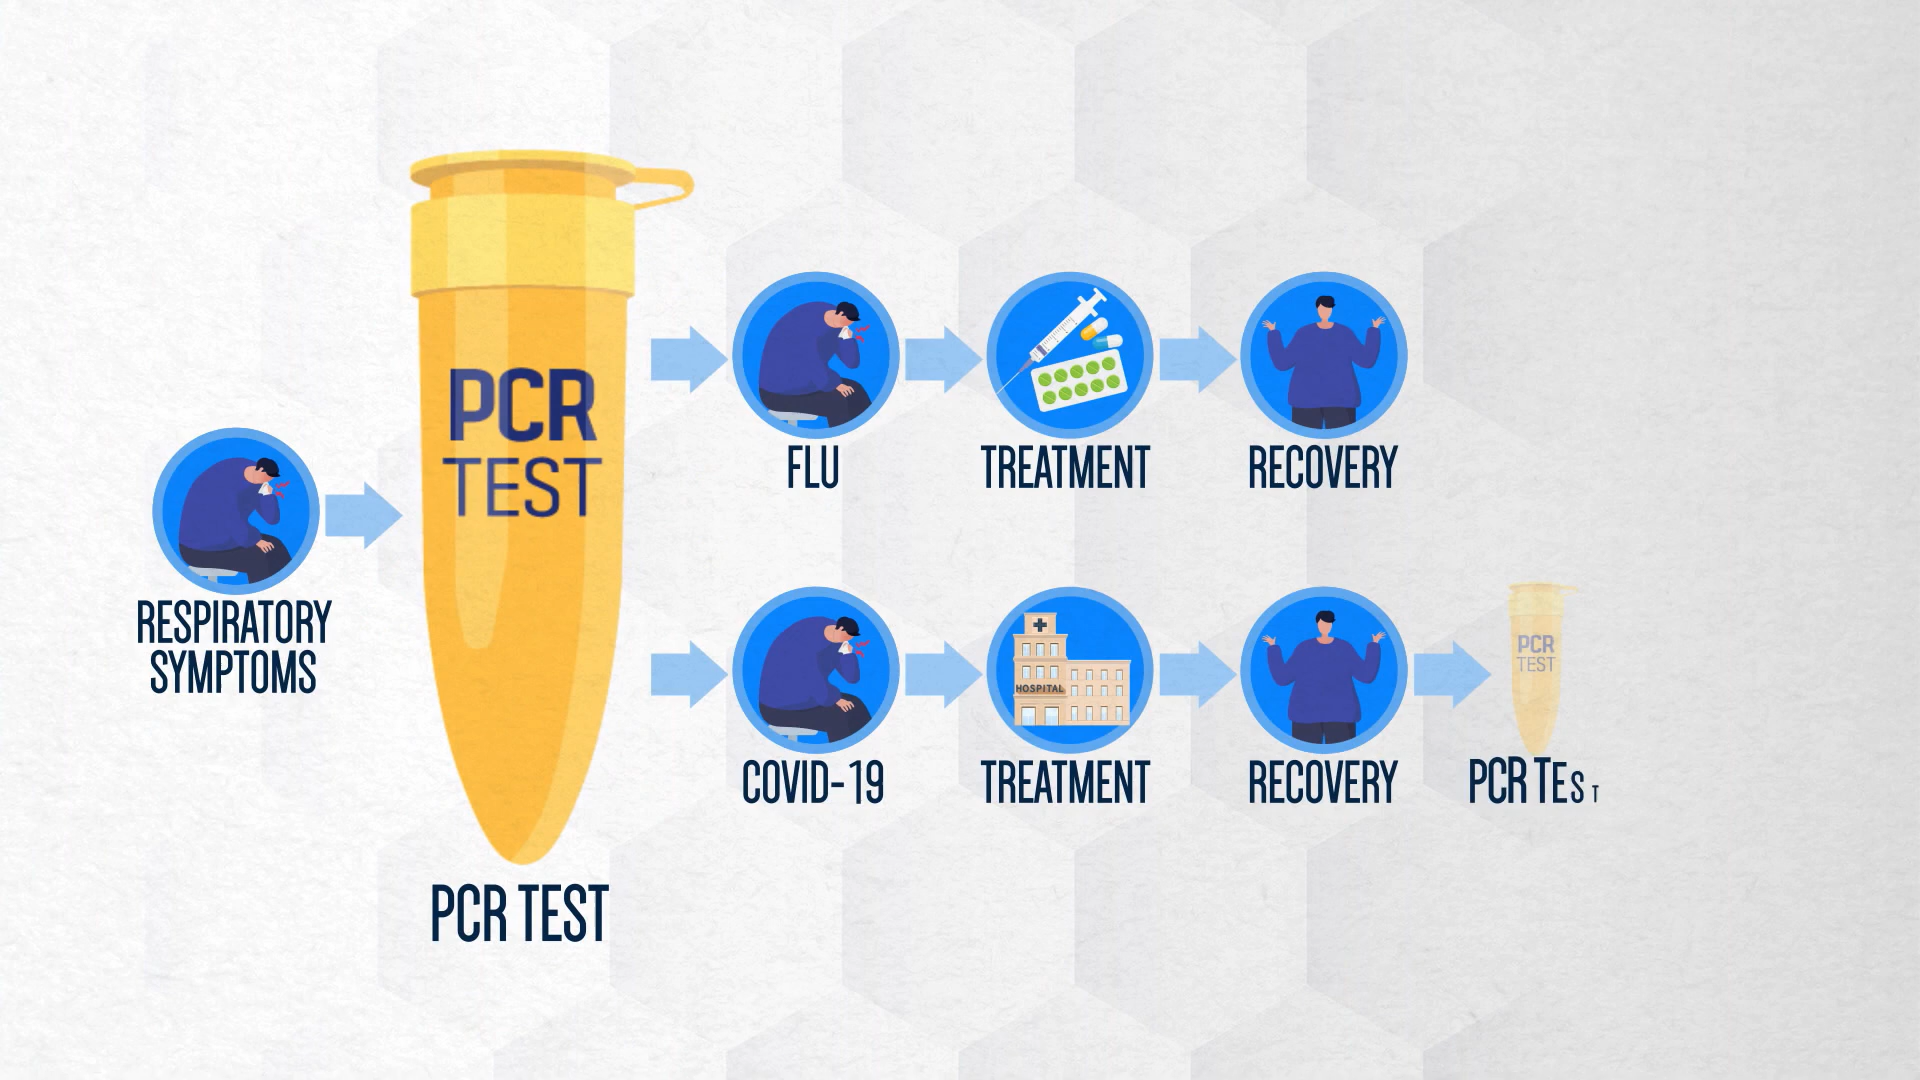 RESPIRATORY
SYMPTOMS
PCR
TEST
PCR TEST
FLU
TREATMENT
RECOVERY
COVID-19
HOSPITAL
TREATMENT
RECOVERY
PCR
TEST
PCR TEST